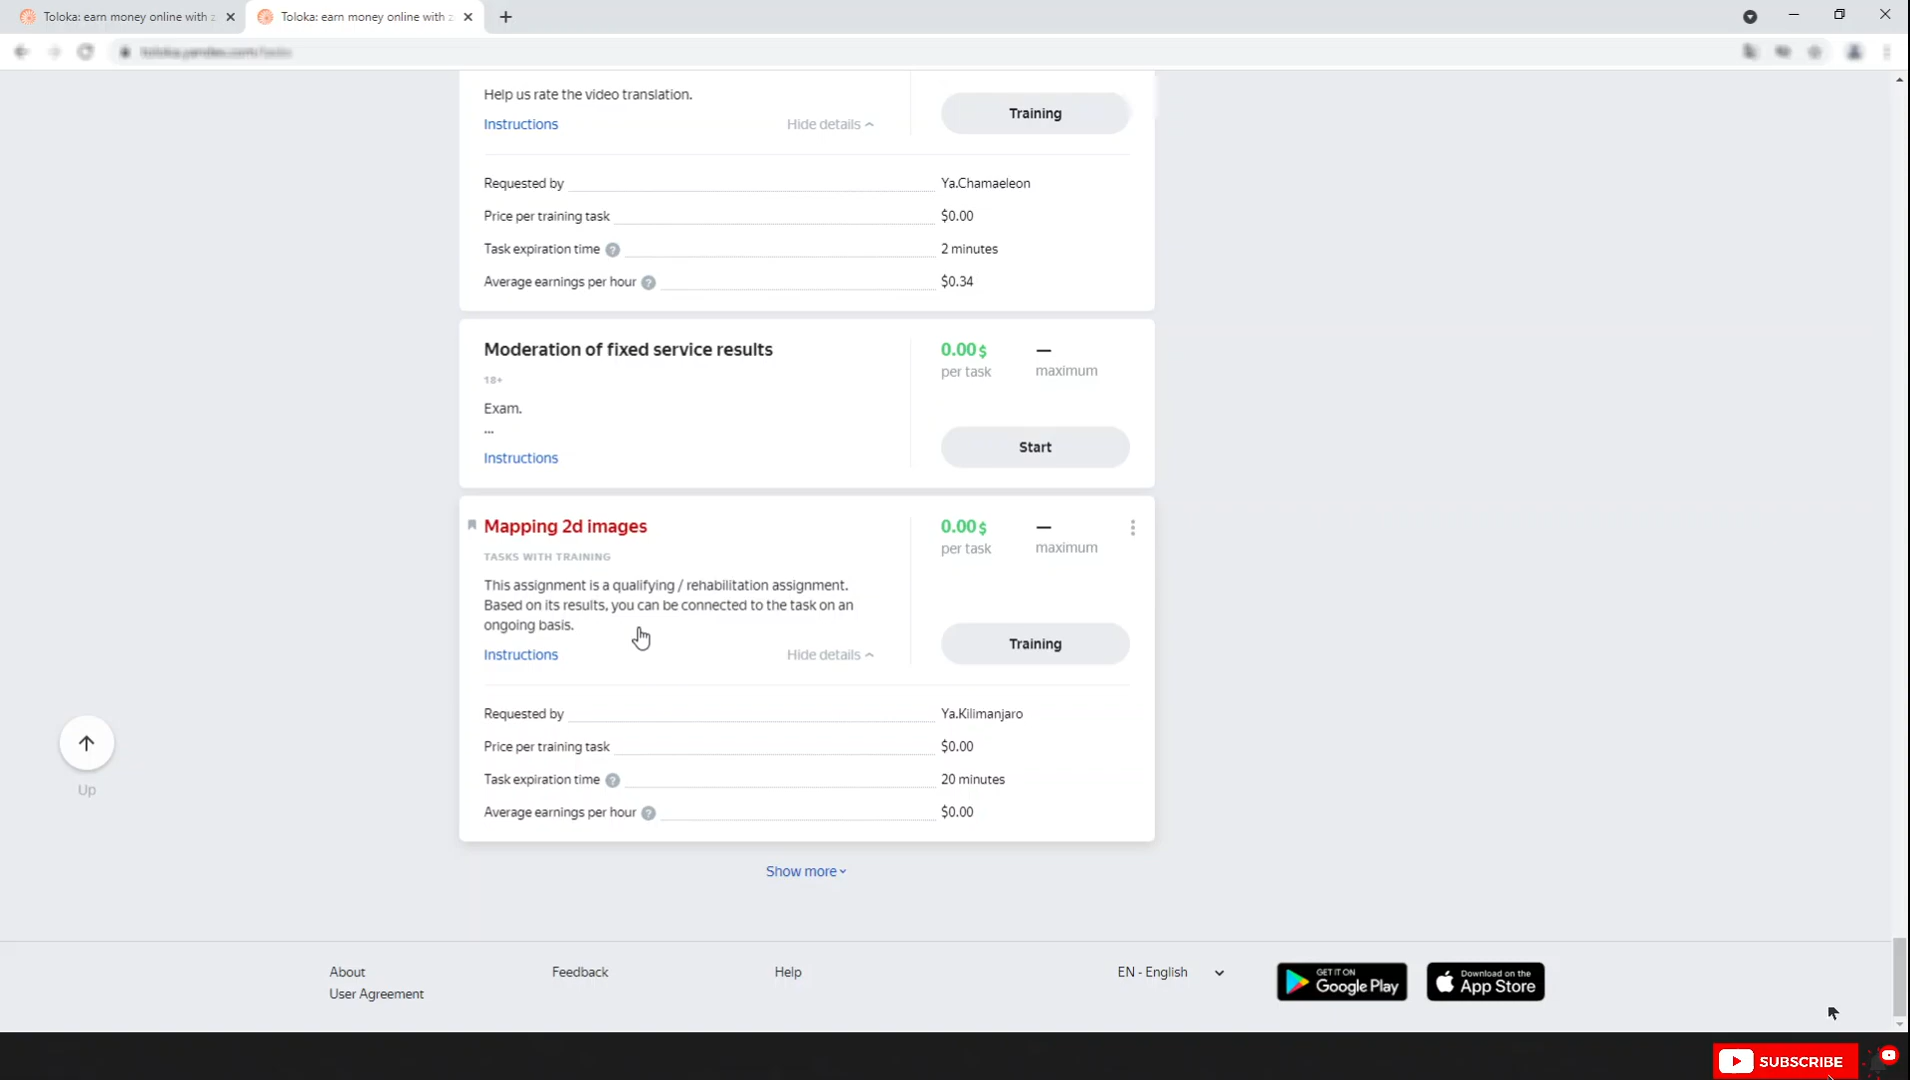 Toloka: earn money online with z
Toloka: earn money online with z
Help us rate the video translation.
Instructions
Hide details
Training
Requested by
Ya.Chamaeleon
Price per training task
$0.00
Task expiration time ?
2 minutes
Average earnings per hour ?
$0.34
Moderation of fixed service results
18+
Exam.
...
Instructions
0.00 $
per task
—
maximum
Start
Mapping 2d images
TASKS WITH TRAINING
This assignment is a qualifying / rehabilitation assignment.
Based on its results, you can be connected to the task on an
ongoing basis.
Instructions
Hide details
0.00 $
per task
—
maximum
Training
Requested by
Ya.Kilimanjaro
Price per training task
$0.00
Task expiration time ?
20 minutes
Average earnings per hour ?
$0.00
Up
Show more
About
User Agreement
Feedback
Help
EN - English
GET IT ON
Google Play
Download on the
App Store
SUBSCRIBE